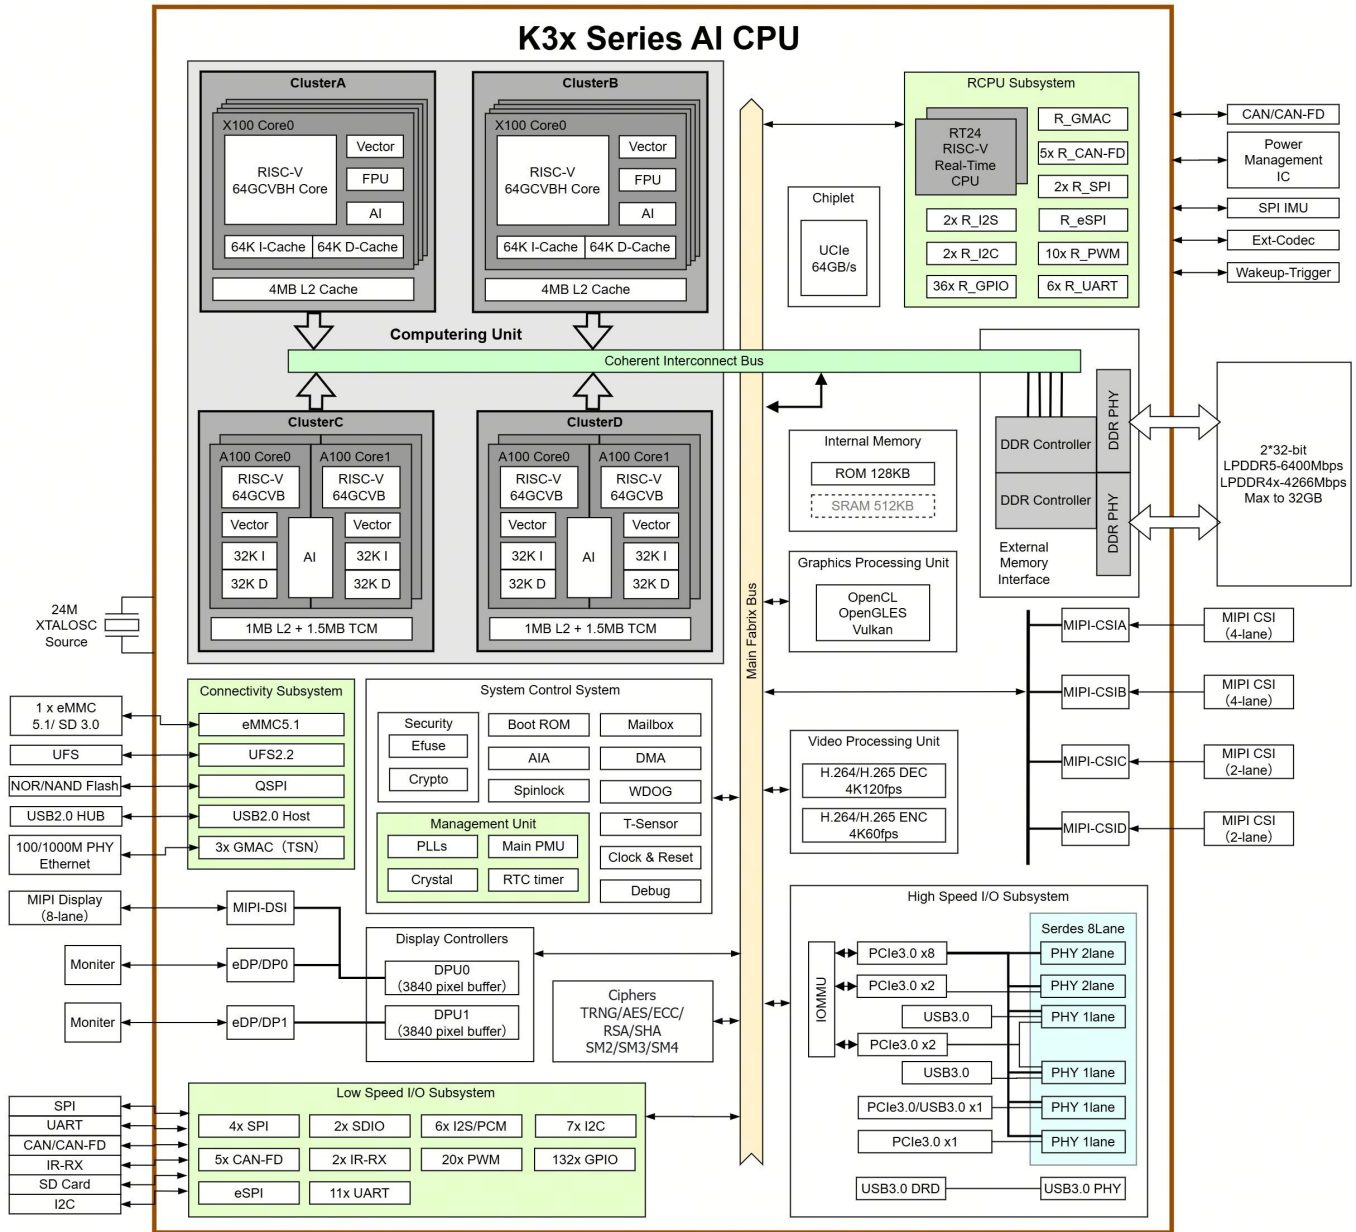 K3x Series AI CPU
ClusterA
X100 Core0
RISC-V
64GCVBH Core
Vector
FPU
AI
64K I-Cache
64K D-Cache
4MB L2 Cache
ClusterB
X100 Core0
RISC-V
64GCVBH Core
Vector
FPU
AI
64K I-Cache
64K D-Cache
4MB L2 Cache
Computering Unit
Coherent Interconnect Bus
ClusterC
A100 Core0
A100 Core1
RISC-V
64GCVB
RISC-V
64GCVB
Vector
Vector
32K I
AI
32K I
32K D
32K D
1MB L2 + 1.5MB TCM
ClusterD
A100 Core0
A100 Core1
RISC-V
64GCVB
RISC-V
64GCVB
Vector
Vector
32K I
AI
32K I
32K D
32K D
1MB L2 + 1.5MB TCM
Main Fabrix Bus
Chiplet
UCIe
64GB/s
RCPU Subsystem
RT24
RISC-V
Real-Time
CPU
R_GMAC
5x R_CAN-FD
2x R_SPI
2x R_I2S
R_eSPI
2x R_I2C
10x R_PWM
36x R_GPIO
6x R_UART
CAN/CAN-FD
Power
Management
IC
SPI IMU
Ext-Codec
Wakeup-Trigger
Internal Memory
ROM 128KB
SRAM 512KB
DDR Controller
DDR PHY
DDR Controller
DDR PHY
External
Memory
Interface
2*32-bit
LPDDR5-6400Mbps
LPDDR4x-4266Mbps
Max to 32GB
Graphics Processing Unit
OpenCL
OpenGLES
Vulkan
MIPI-CSIA
MIPI CSI
(4-lane)
MIPI-CSIB
MIPI CSI
(4-lane)
MIPI-CSIC
MIPI CSI
(2-lane)
MIPI-CSID
MIPI CSI
(2-lane)
Video Processing Unit
H.264/H.265 DEC
4K120fps
H.264/H.265 ENC
4K60fps
24M
XTALOSC
Source
1 x eMMC
5.1/ SD 3.0
UFS
NOR/NAND Flash
USB2.0 HUB
100/1000M PHY
Ethernet
Connectivity Subsystem
eMMC5.1
UFS2.2
QSPI
USB2.0 Host
3x GMAC（TSN）
System Control System
Security
Efuse
Crypto
Boot ROM
AIA
Spinlock
Mailbox
DMA
WDOG
T-Sensor
Clock & Reset
Debug
Management Unit
PLLs
Main PMU
Crystal
RTC timer
MIPI Display
（8-lane）
MIPI-DSI
Moniter
eDP/DP0
Moniter
eDP/DP1
Display Controllers
DPU0
(3840 pixel buffer)
DPU1
(3840 pixel buffer)
Ciphers
TRNG/AES/ECC/
RSA/SHA
SM2/SM3/SM4
High Speed I/O Subsystem
IOMMU
Serdes 8Lane
PCIe3.0 x8
PHY 2lane
PCIe3.0 x2
PHY 2lane
USB3.0
PHY 1lane
PCIe3.0 x2
USB3.0
PHY 1lane
PCIe3.0/USB3.0 x1
PHY 1lane
PCIe3.0 x1
PHY 1lane
USB3.0 DRD
USB3.0 PHY
SPI
UART
CAN/CAN-FD
IR-RX
SD Card
I2C
Low Speed I/O Subsystem
4x SPI
2x SDIO
6x I2S/PCM
7x I2C
5x CAN-FD
2x IR-RX
20x PWM
132x GPIO
eSPI
11x UART